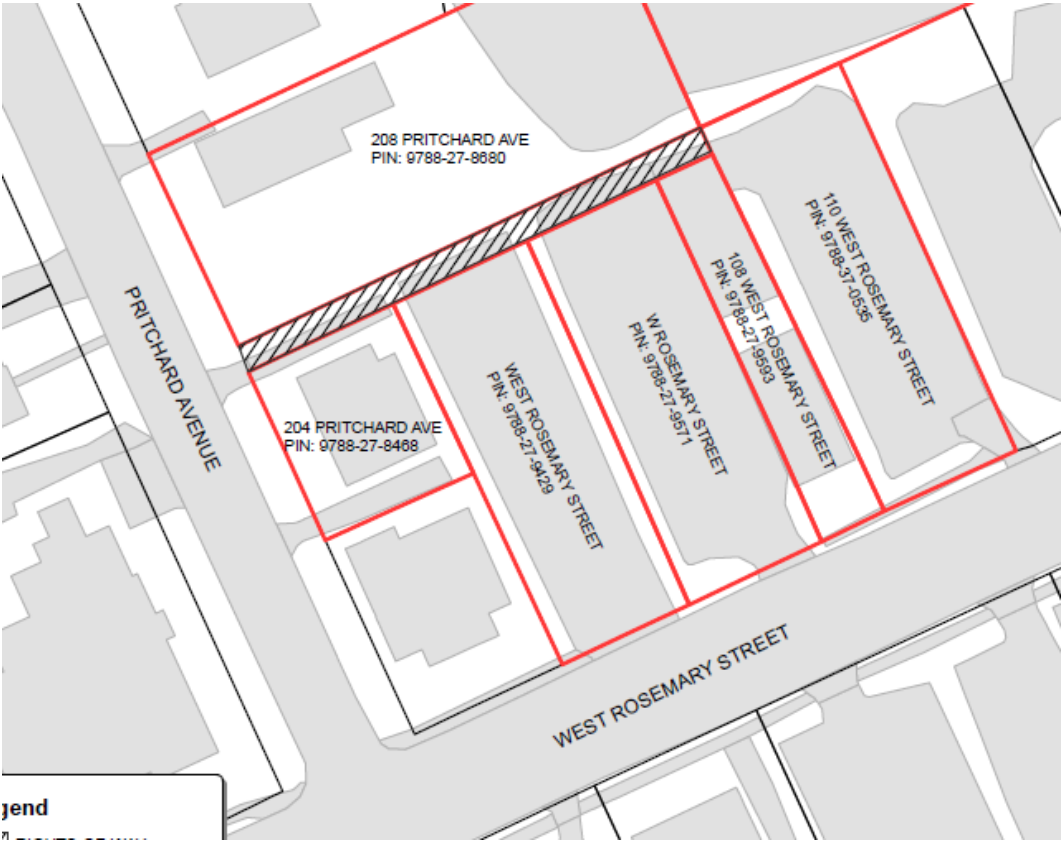 208 PRITCHARD AVE
PIN: 9788-27-8680
110 WEST ROSEMARY STREET
PIN: 9788-37-0535
108 WEST ROSEMARY STREET
PIN: 9788-27-9593
W ROSEMARY STREET
PIN: 9788-27-9571
WEST ROSEMARY STREET
PIN: 9788-27-9429
PRITCHARD AVENUE
204 PRITCHARD AVE
PIN: 9788-27-8468
WEST ROSEMARY STREET
gend